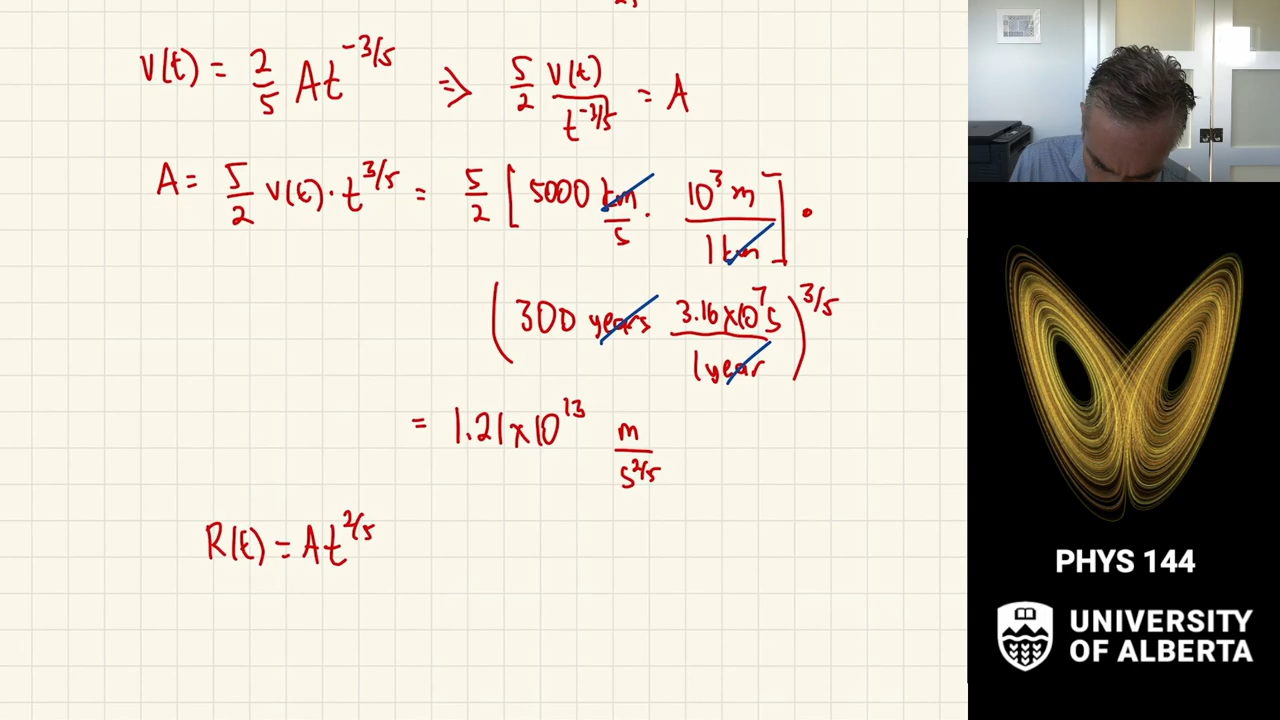 v(t) = 2/5 At^{-3/5} ⇒ 5/2 v(t)/t^{-3/5} = A
A = 5/2 v(t) · t^{3/5} = 5/2 [5000 km/s · 10^3 m/1 km] ·
(300 years 3.16×10^7 s/1 year)^{3/5}
= 1.21×10^{13} m/s^{2/5}
R(t) = At^{2/5}
PHYS 144
UNIVERSITY
OF ALBERTA